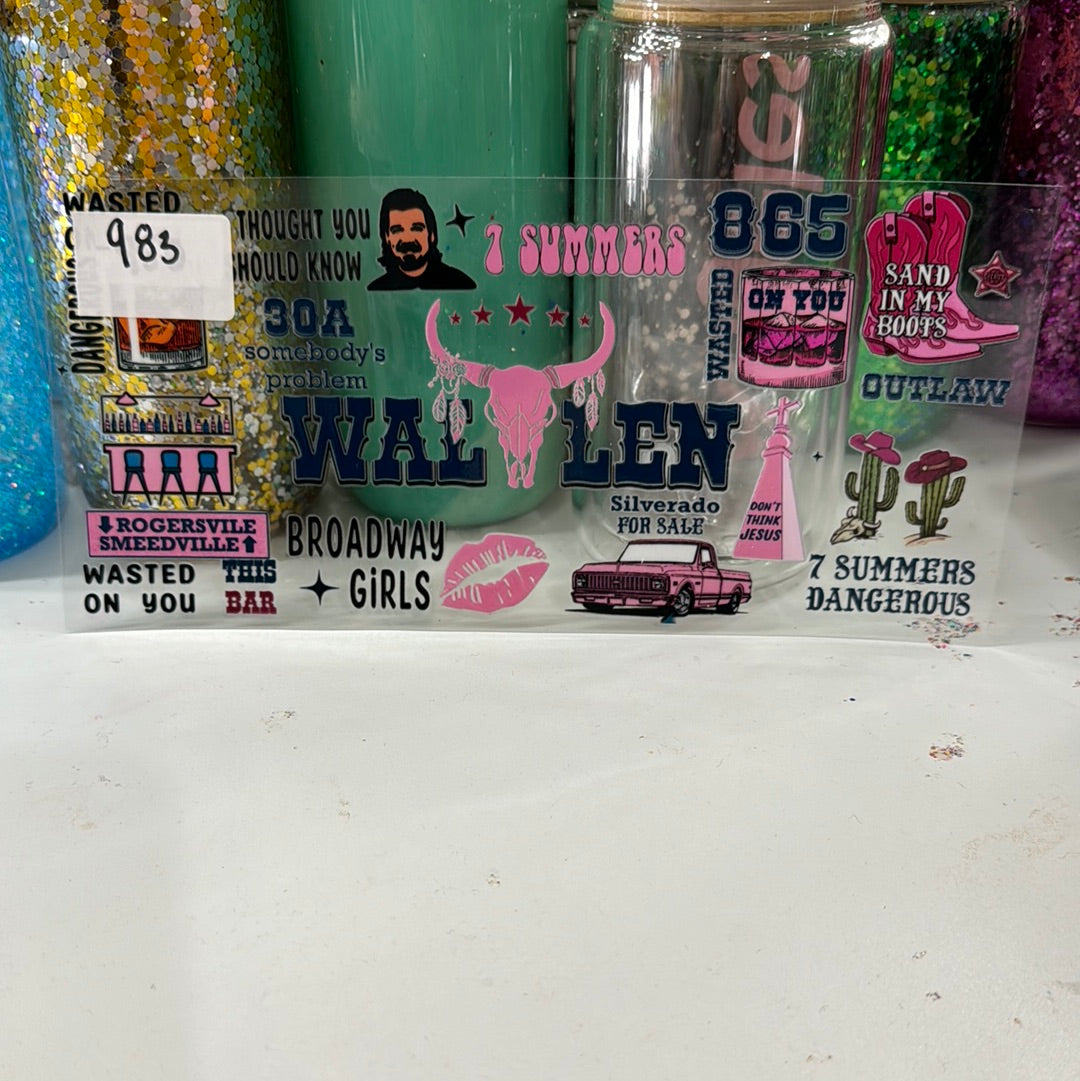 WASTED
983
THOUGHT YOU
SHOULD KNOW
7 SUMMERS
865
WASTED
ON YOU
SAND
IN MY
BOOTS
OUTLAW
30A
somebody's
problem
DANGEROUS
WALLEN
Silverado
FOR SALE
DON'T
THINK
JESUS
ROGERSVILE
SMEEDVILLE
BROADWAY
GiRLS
WASTED
ON YOU
THIS
BAR
7 SUMMERS
DANGEROUS